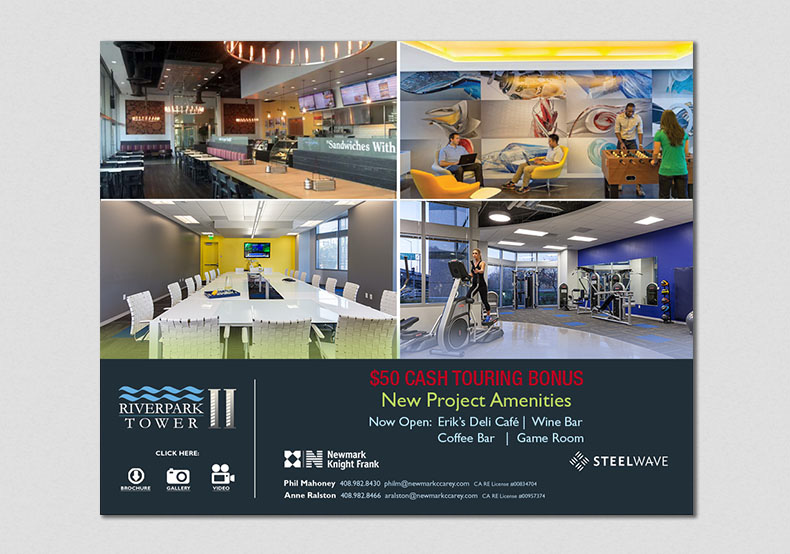 "Sandwiches With
$50 CASH TOURING BONUS
New Project Amenities
Now Open: Erik's Deli Café | Wine Bar
Coffee Bar | Game Room
RIVERPARK
TOWER II
CLICK HERE:
BROCHURE GALLERY VIDEO
Newmark
Knight Frank
STEELWAVE
Phil Mahoney 408.982.8430 philm@newmarkccarey.com CA RE License #00834704
Anne Ralston 408.982.8466 aralston@newmarkccarey.com CA RE License #00957374